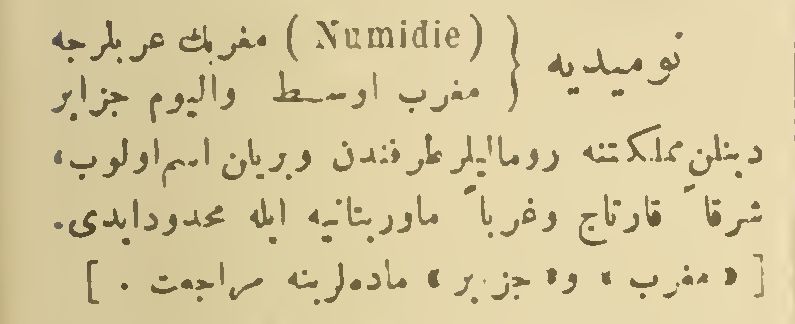 نوميديه { (Numidie) مغربك عربلرجه
مغرب اوسط واليوم جزاير
دينلن مملكتنه روماليلر طرفندن ويريلن اسم اولوب،
شرقاً قارتاج وغرباً ماوريتانيه ايله محدود ايدى.
[ « مغرب » و « جزاير » ماده‌لرينه مراجعت . ]